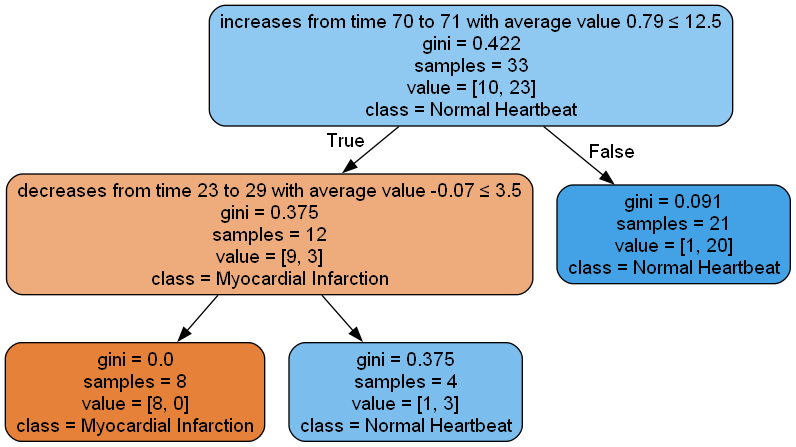 increases from time 70 to 71 with average value 0.79 ≤ 12.5
gini = 0.422
samples = 33
value = [10, 23]
class = Normal Heartbeat
True
False
decreases from time 23 to 29 with average value -0.07 ≤ 3.5
gini = 0.375
samples = 12
value = [9, 3]
class = Myocardial Infarction
gini = 0.091
samples = 21
value = [1, 20]
class = Normal Heartbeat
gini = 0.0
samples = 8
value = [8, 0]
class = Myocardial Infarction
gini = 0.375
samples = 4
value = [1, 3]
class = Normal Heartbeat